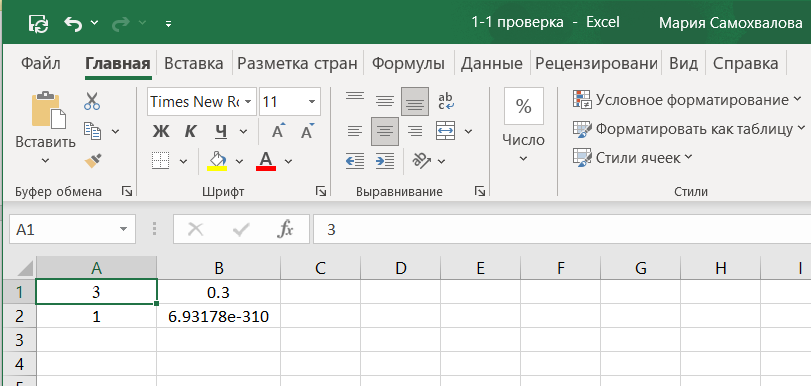 1-1 проверка - Excel Мария Самохвалова
Файл Главная Вставка Разметка стран Формулы Данные Рецензировани Вид Справка
Вставить
Буфер обмена
Times New Ro 11
Ж К Ч А А
А
Шрифт
ab
c
Выравнивание
%
Число
Условное форматирование
Форматировать как таблицу
Стили ячеек
Стили
A1 fx 3
A B C D E F G H I
1 3 0.3
2 1 6.93178e-310
3
4
5